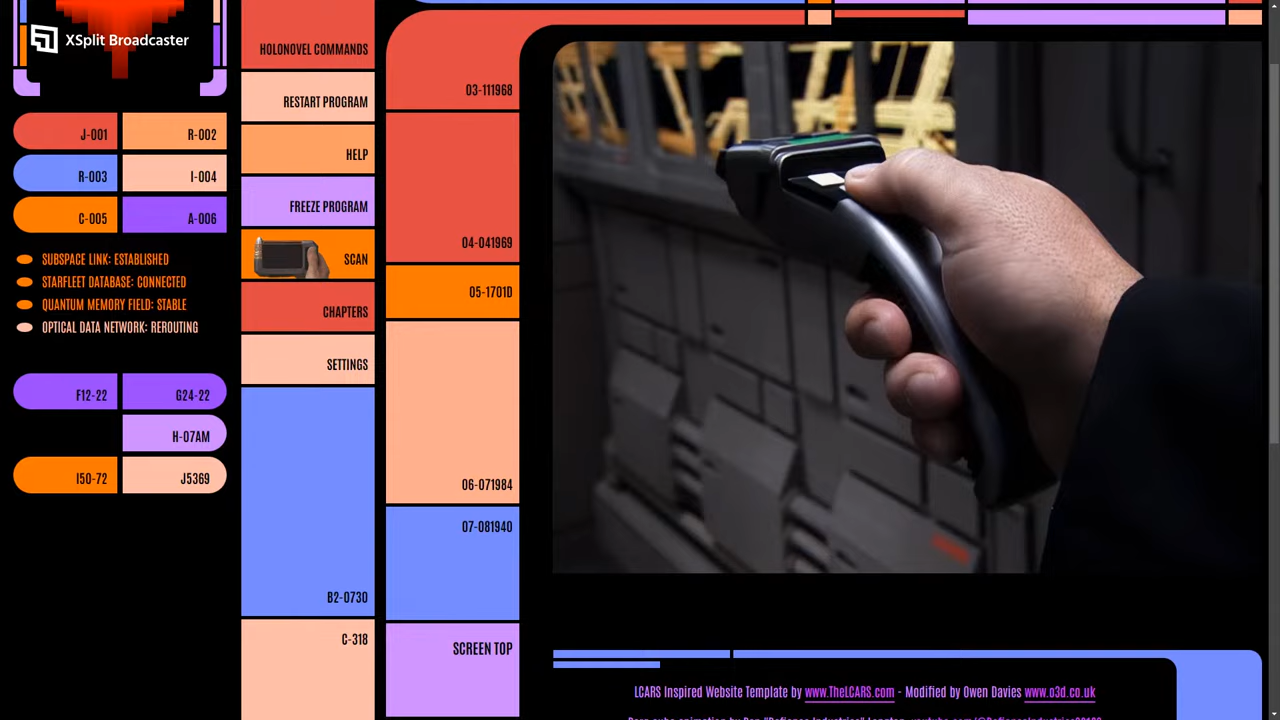 XSplit Broadcaster
J-001
R-002
R-003
I-004
C-005
A-006
SUBSPACE LINK: ESTABLISHED
STARFLEET DATABASE: CONNECTED
QUANTUM MEMORY FIELD: STABLE
OPTICAL DATA NETWORK: REROUTING
F12-22
G24-22
H-07AM
I50-72
J5369
HOLONOVEL COMMANDS
RESTART PROGRAM
HELP
FREEZE PROGRAM
SCAN
CHAPTERS
SETTINGS
B2-0730
C-318
03-111968
04-041969
05-1701D
06-071984
07-081940
SCREEN TOP
LCARS Inspired Website Template by www.TheLCARS.com - Modified by Owen Davies www.o3d.co.uk